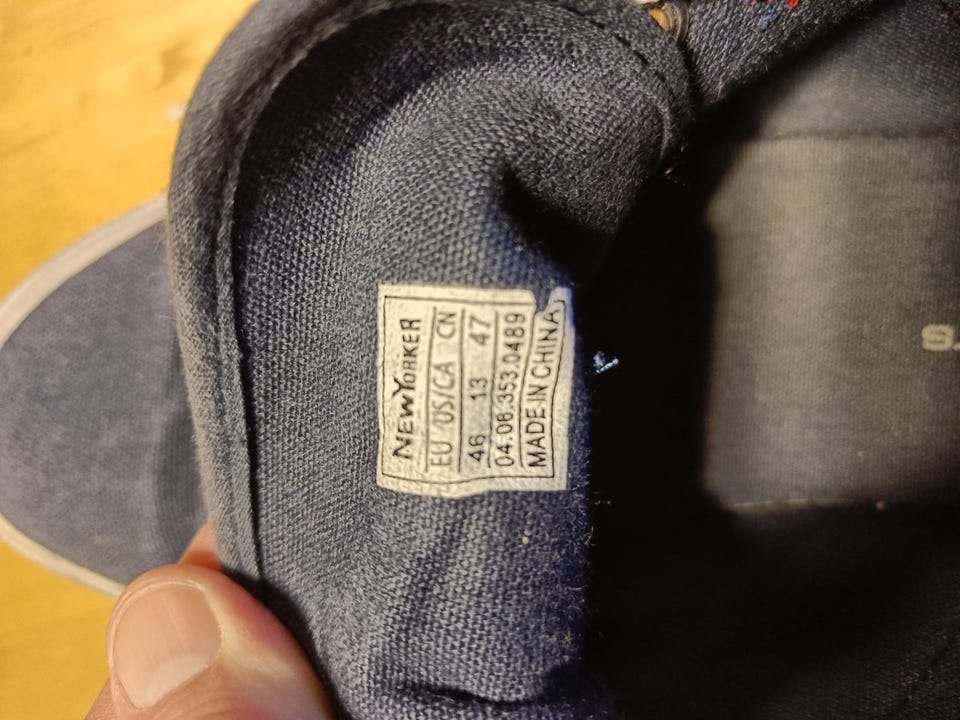 NEWYORKER
EU US/CA CN
46 13 47
04.06.353.0489
MADE IN CHINA